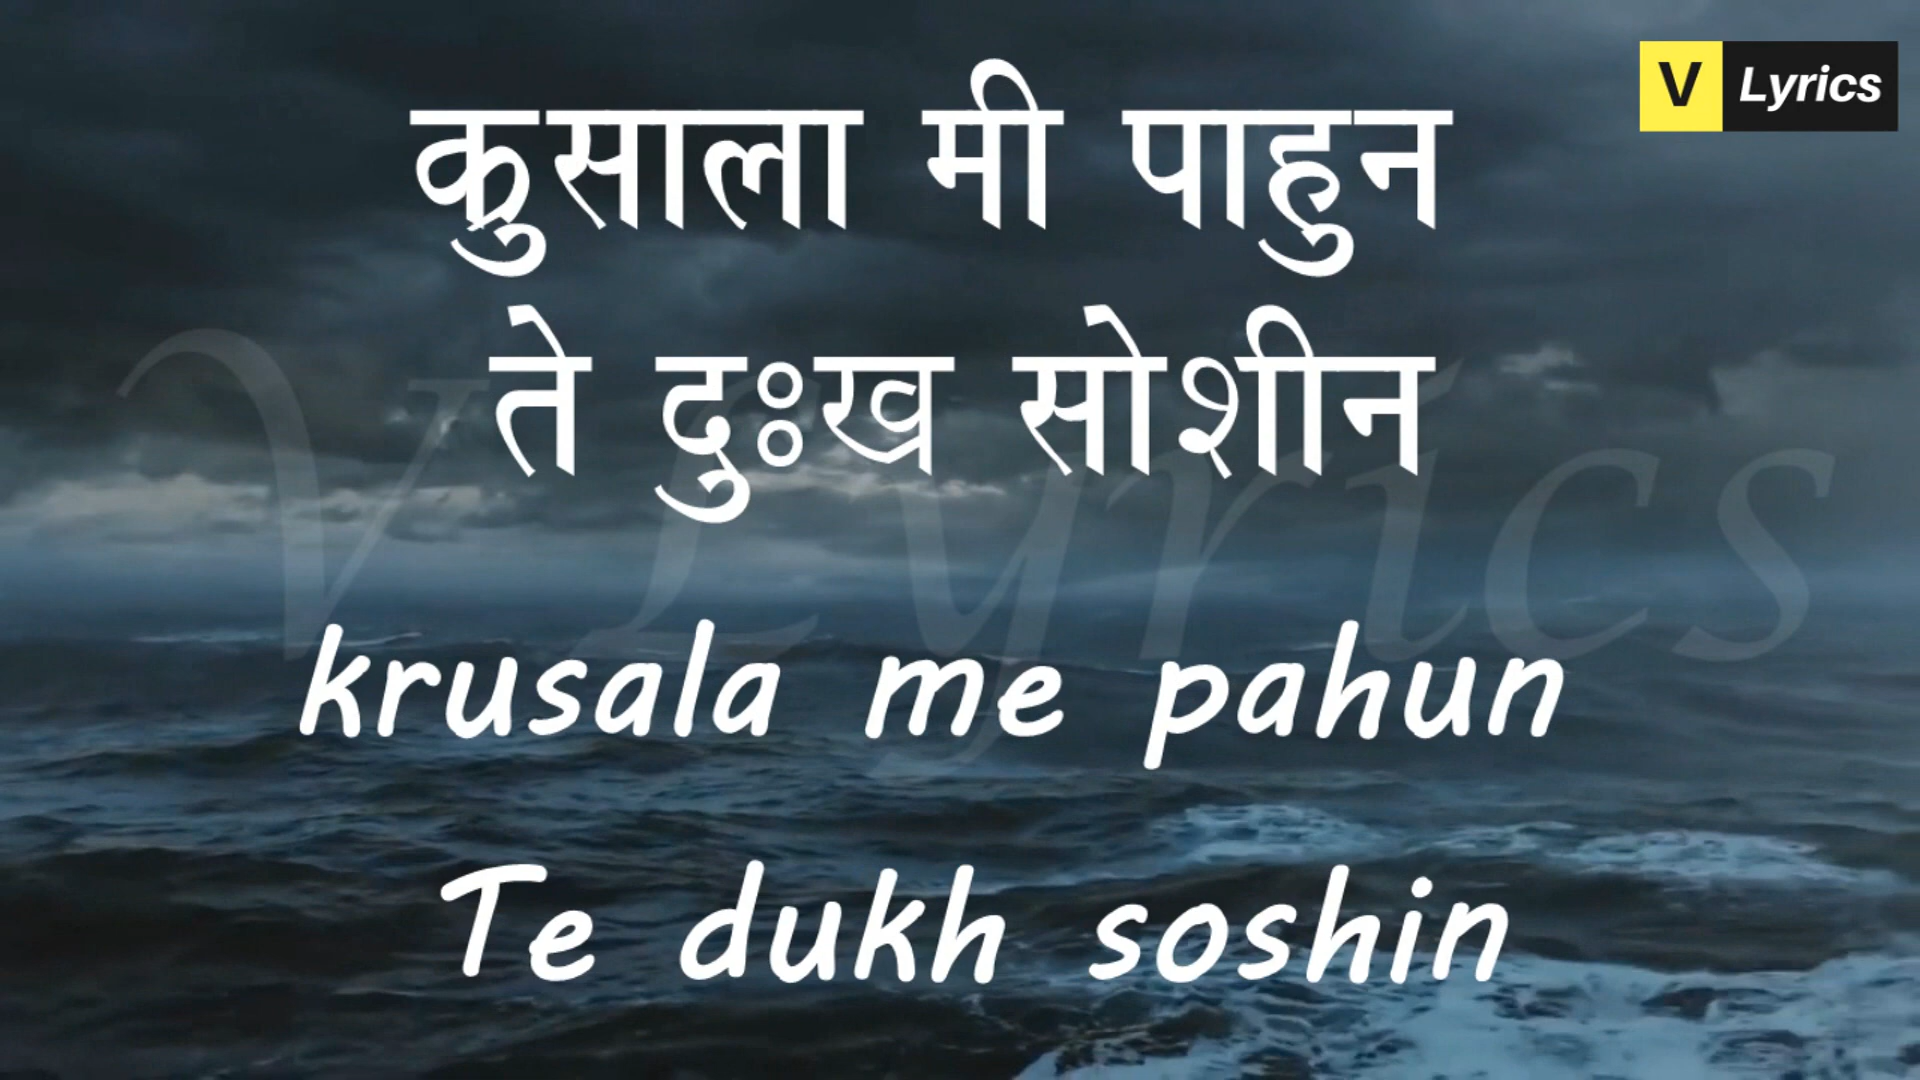 V Lyrics
क्रुसाला मी पाहुन
ते दुःख सोशीन
V Lyrics
krusala me pahun
Te dukh soshin